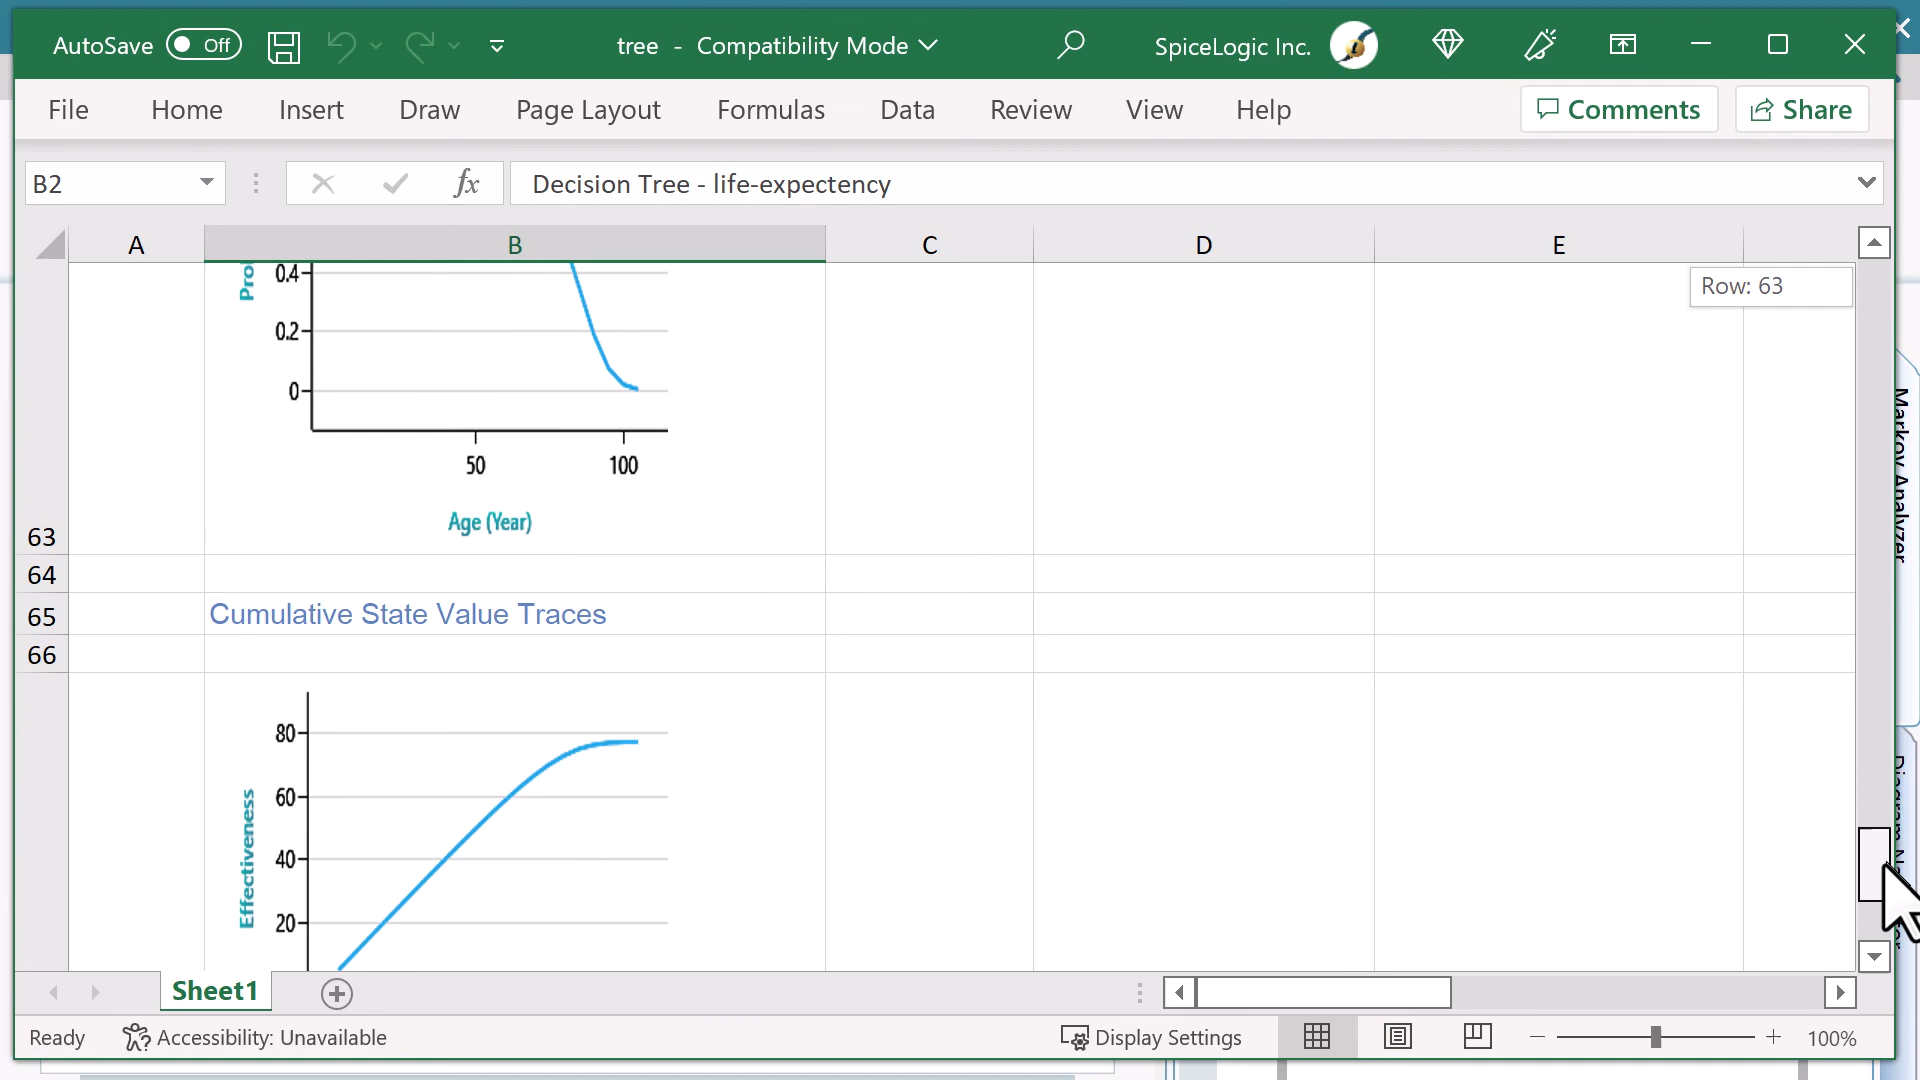 AutoSave Off tree - Compatibility Mode SpiceLogic Inc.
File Home Insert Draw Page Layout Formulas Data Review View Help Comments Share
B2 fx Decision Tree - life-expectency
A B C D E
Row: 63
0.4
0.2
0
50 100
Age (Year)
63
64
65 Cumulative State Value Traces
66
80
60
40
20
Effectiveness
Markov Analyzer
Sheet1
Ready Accessibility: Unavailable Display Settings 100%